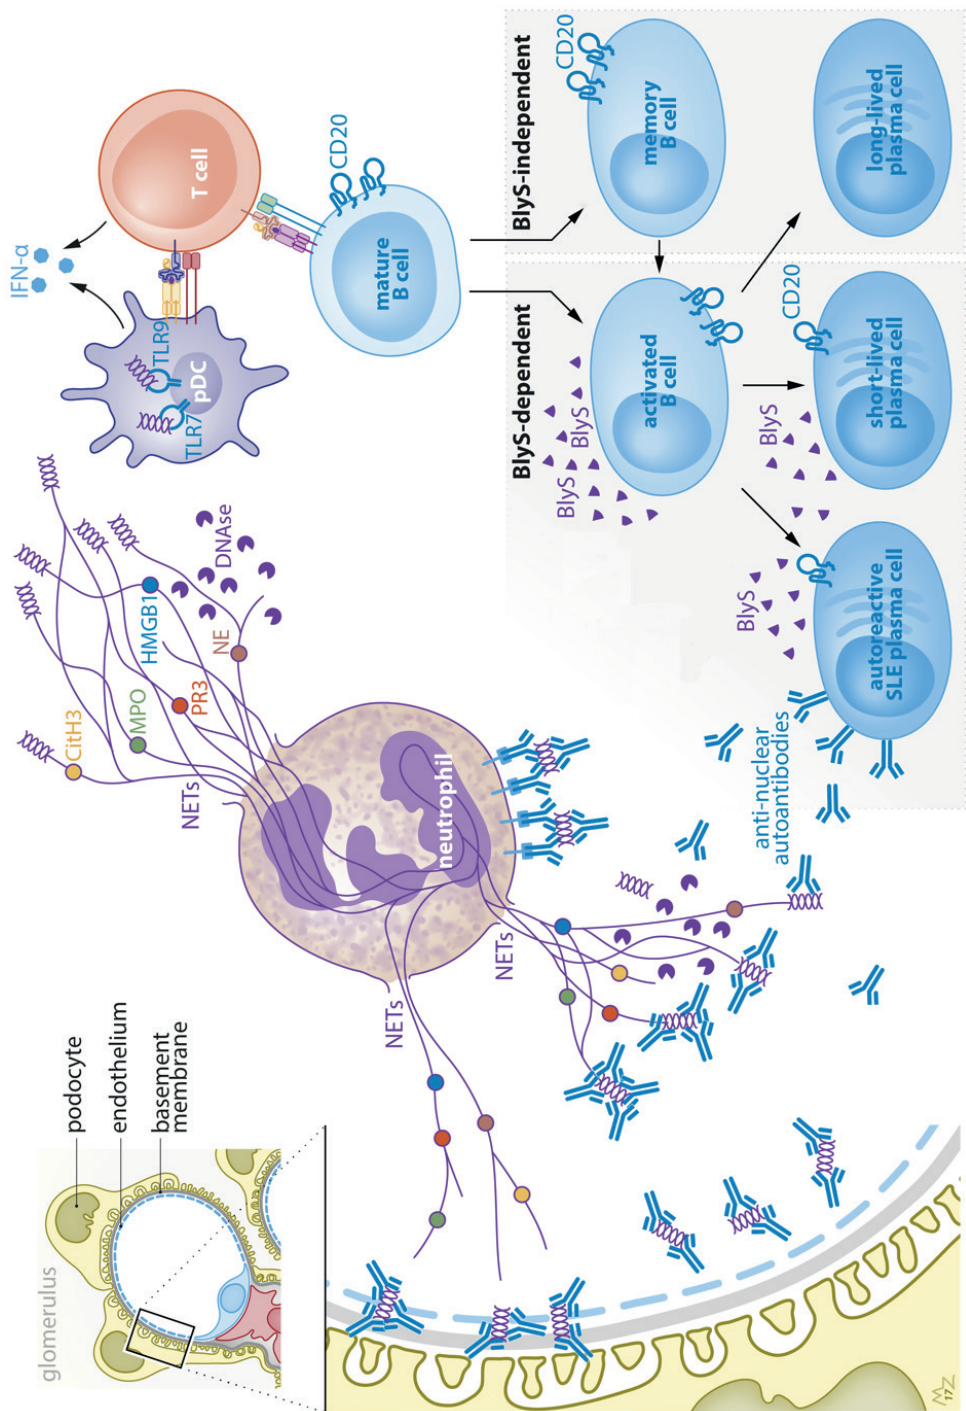 glomerulus
podocyte
endothelium
basement
membrane
NETs
CitH3
MPO
PR3
HMGB1
NE
DNAse
neutrophil
NETs
NETs
IFN-α
TLR7
TLR9
pDC
T cell
mature
B cell
CD20
BlyS-dependent
BlyS-independent
BlyS
BlyS
activated
B cell
memory
B cell
CD20
BlyS
autoreactive
SLE plasma cell
BlyS
short-lived
plasma cell
CD20
long-lived
plasma cell
anti-nuclear
autoantibodies
MZ
17